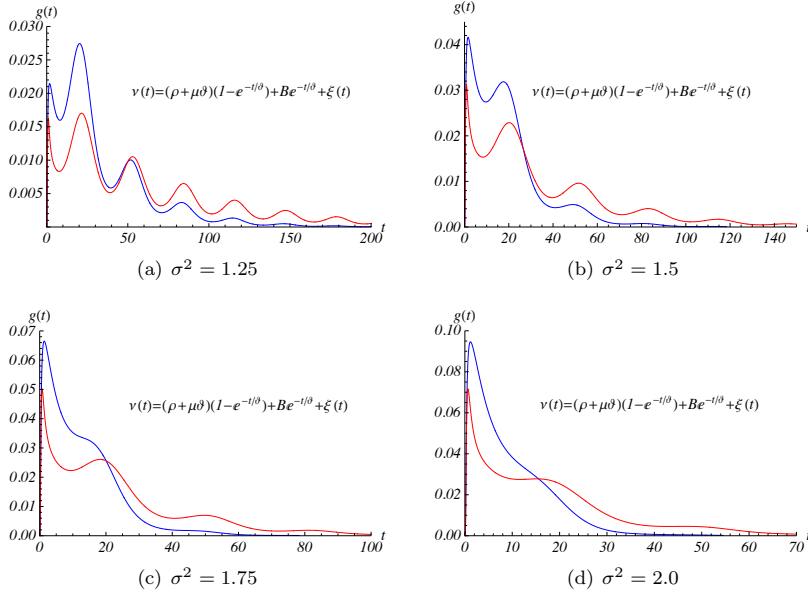 g(t)
0.030
0.025
0.020
0.015
0.010
0.005
0 50 100 150 200 t
ν(t)=(ρ+μϑ)(1−e^{−t/ϑ})+Be^{−t/ϑ}+ξ(t)
(a) σ² = 1.25
g(t)
0.04
0.03
0.02
0.01
0.00
0 20 40 60 80 100 120 140 t
ν(t)=(ρ+μϑ)(1−e^{−t/ϑ})+Be^{−t/ϑ}+ξ(t)
(b) σ² = 1.5
g(t)
0.07
0.06
0.05
0.04
0.03
0.02
0.01
0.00
0 20 40 60 80 100 t
ν(t)=(ρ+μϑ)(1−e^{−t/ϑ})+Be^{−t/ϑ}+ξ(t)
(c) σ² = 1.75
g(t)
0.10
0.08
0.06
0.04
0.02
0.00
0 10 20 30 40 50 60 70 t
ν(t)=(ρ+μϑ)(1−e^{−t/ϑ})+Be^{−t/ϑ}+ξ(t)
(d) σ² = 2.0